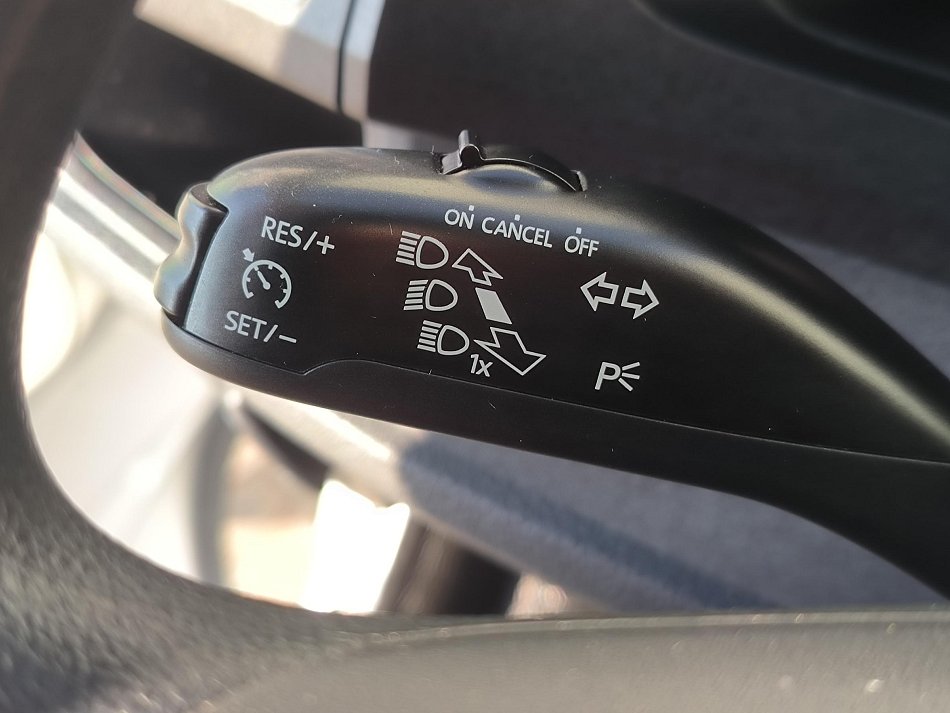 ON CANCEL OFF
RES/+
SET/-
1x
P